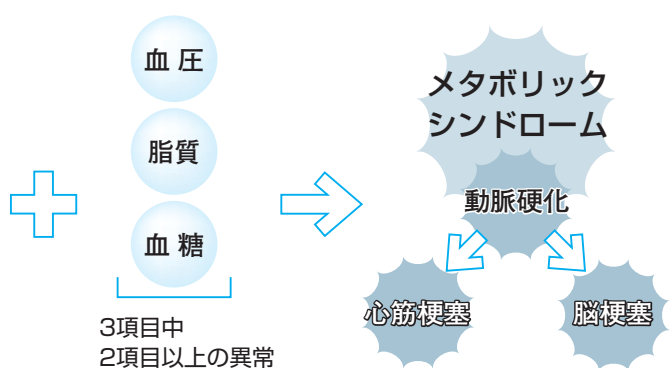 血圧
脂質
血糖
3項目中
2項目以上の異常
メタボリック
シンドローム
動脈硬化
心筋梗塞
脳梗塞